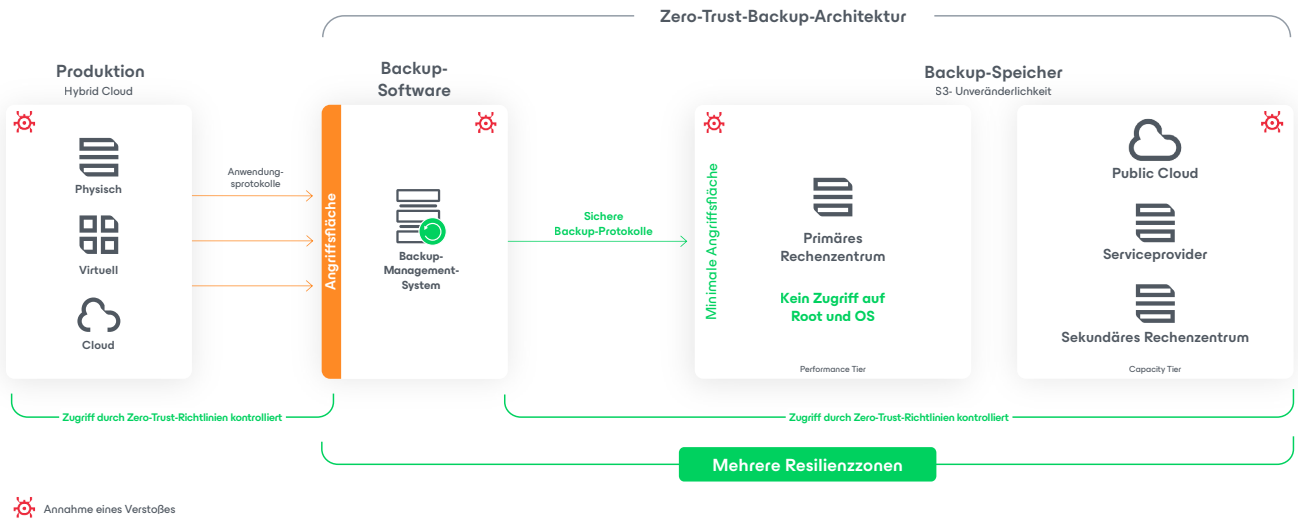 Zero-Trust-Backup-Architektur
Produktion
Hybrid Cloud
Backup-
Software
Backup-Speicher
S3- Unveränderlichkeit
Physisch
Virtuell
Cloud
Anwendung-
sprotokolle
Angriffsfläche
Backup-
Management-
System
Sichere
Backup-Protokolle
Minimale Angriffsfläche
Primäres
Rechenzentrum
Kein Zugriff auf
Root und OS
Performance Tier
Public Cloud
Serviceprovider
Sekundäres Rechenzentrum
Capacity Tier
Zugriff durch Zero-Trust-Richtlinien kontrolliert
Zugriff durch Zero-Trust-Richtlinien kontrolliert
Mehrere Resilienzzonen
Annahme eines Verstoßes